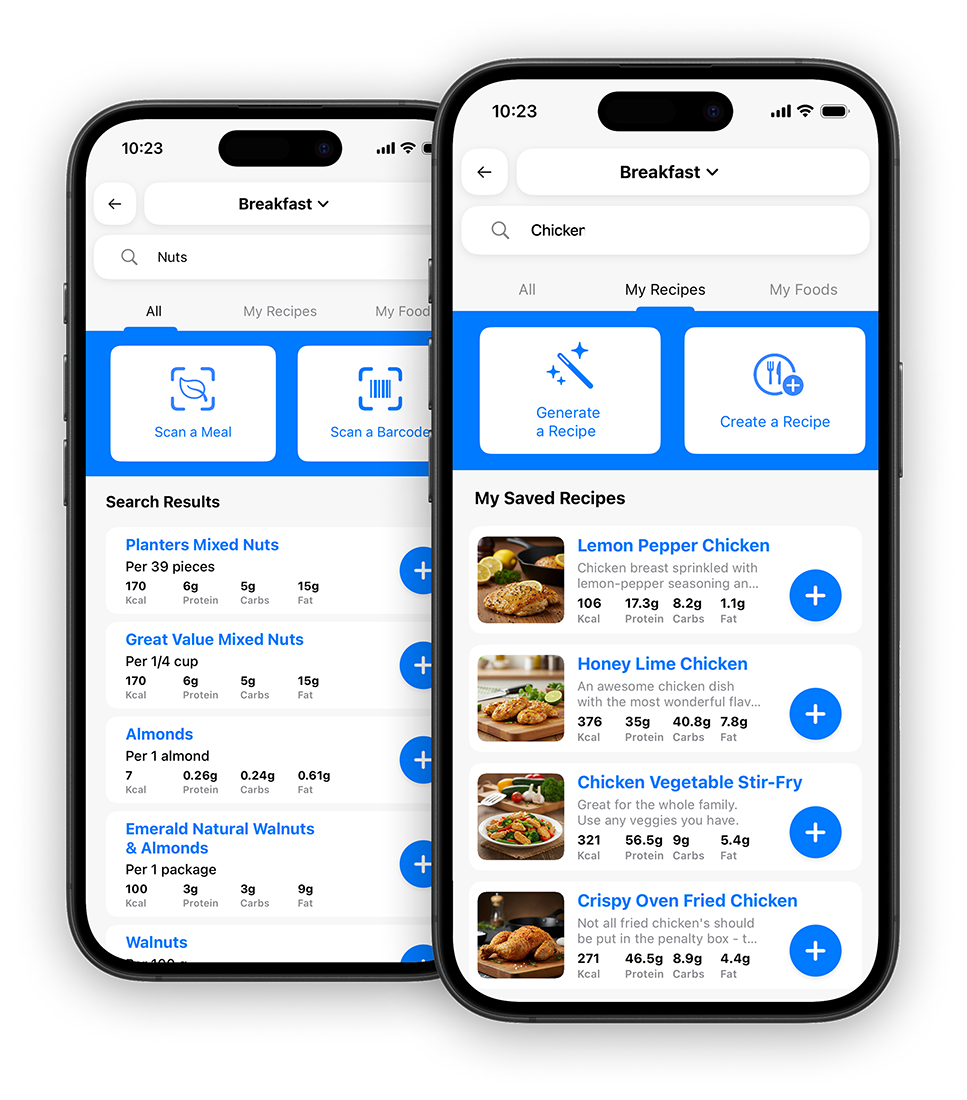 10:23
Breakfast
Nuts
All
My Recipes
My Food
Scan a Meal
Scan a Barcode
Search Results
Planters Mixed Nuts
Per 39 pieces
170 6g 5g 15g
Kcal Protein Carbs Fat
Great Value Mixed Nuts
Per 1/4 cup
170 6g 5g 15g
Kcal Protein Carbs Fat
Almonds
Per 1 almond
7 0.26g 0.24g 0.61g
Kcal Protein Carbs Fat
Emerald Natural Walnuts
& Almonds
Per 1 package
100 3g 3g 9g
Kcal Protein Carbs Fat
Walnuts
Per 100 g
10:23
Breakfast
Chicker
All
My Recipes
My Foods
Generate
a Recipe
Create a Recipe
My Saved Recipes
Lemon Pepper Chicken
Chicken breast sprinkled with
lemon-pepper seasoning an...
106 17.3g 8.2g 1.1g
Kcal Protein Carbs Fat
Honey Lime Chicken
An awesome chicken dish
with the most wonderful flav...
376 35g 40.8g 7.8g
Kcal Protein Carbs Fat
Chicken Vegetable Stir-Fry
Great for the whole family.
Use any veggies you have.
321 56.5g 9g 5.4g
Kcal Protein Carbs Fat
Crispy Oven Fried Chicken
Not all fried chicken's should
be put in the penalty box - t...
271 46.5g 8.9g 4.4g
Kcal Protein Carbs Fat